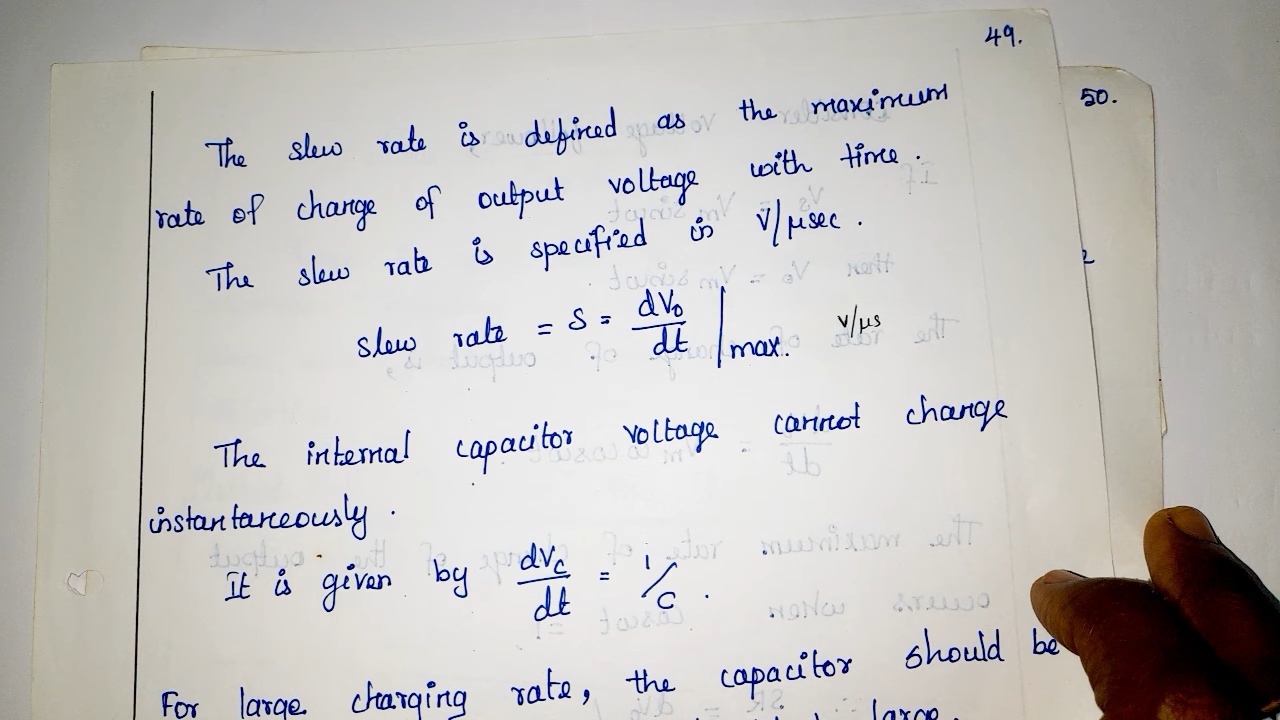 49.
50.
The slew rate is defined as the maximum
rate of change of output voltage with time.
The slew rate is specified in V/μsec.
slew rate = S = dVo/dt | max. V/μs
The internal capacitor voltage cannot change
instantaneously.
It is given by dVc/dt = i/C.
For large charging rate, the capacitor should be
large.